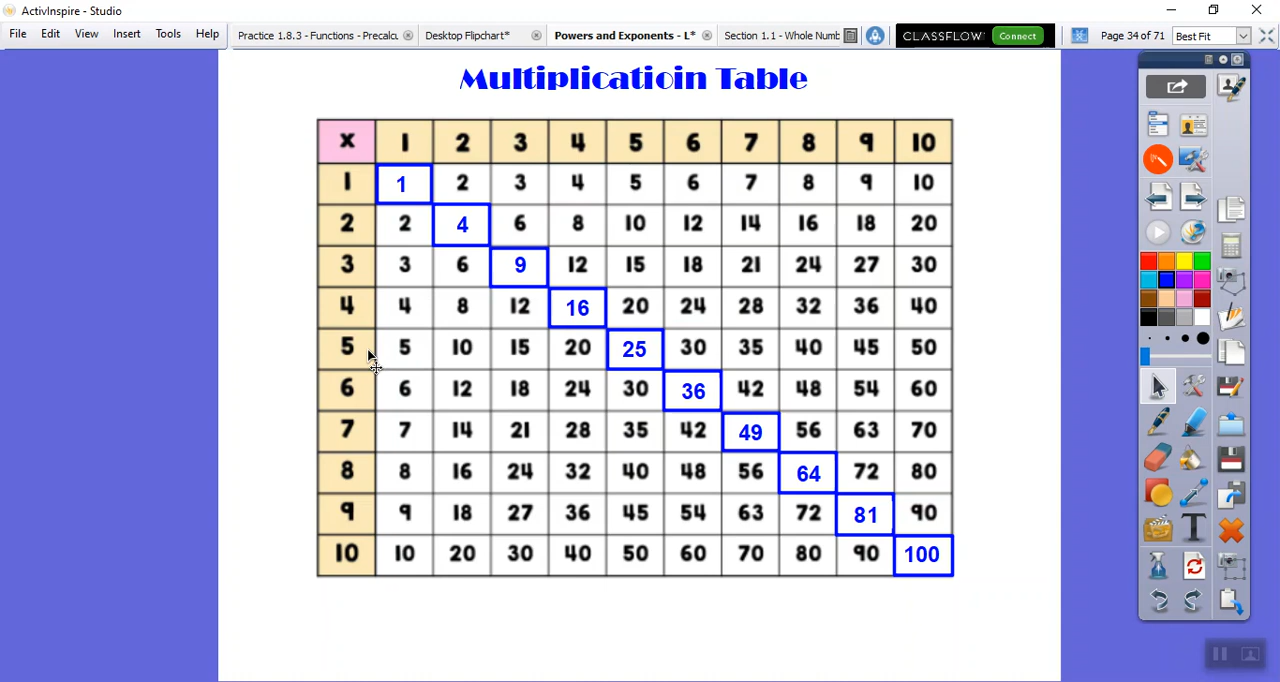 ActivInspire - Studio
File Edit View Insert Tools Help
Practice 1.8.3 - Functions - Precalcu Desktop Flipchart* Powers and Exponents - L* Section 1.1 - Whole Numb CLASSFLOW Connect Page 34 of 71 Best Fit
Multiplicatioin Table
x 1 2 3 4 5 6 7 8 9 10
1 1 2 3 4 5 6 7 8 9 10
2 2 4 6 8 10 12 14 16 18 20
3 3 6 9 12 15 18 21 24 27 30
4 4 8 12 16 20 24 28 32 36 40
5 5 10 15 20 25 30 35 40 45 50
6 6 12 18 24 30 36 42 48 54 60
7 7 14 21 28 35 42 49 56 63 70
8 8 16 24 32 40 48 56 64 72 80
9 9 18 27 36 45 54 63 72 81 90
10 10 20 30 40 50 60 70 80 90 100